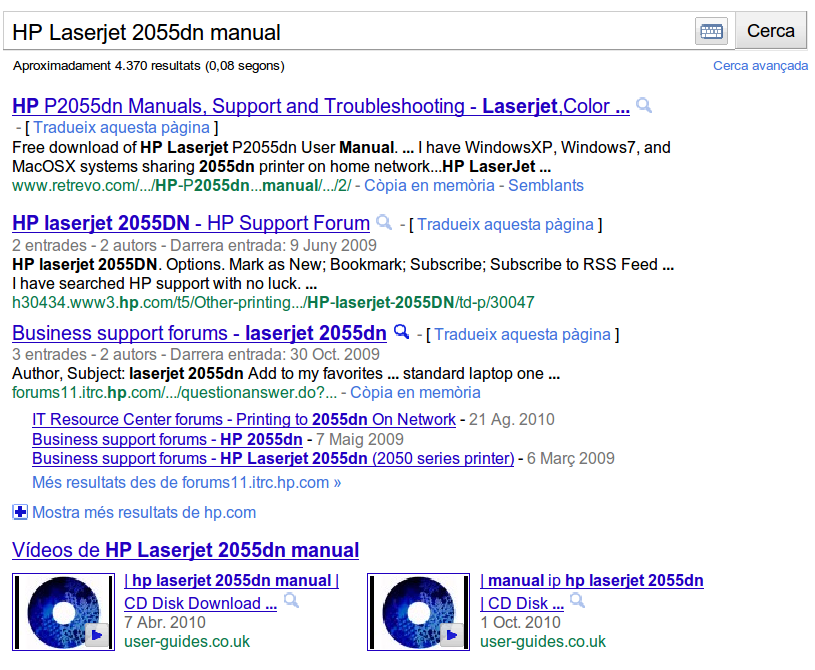 HP Laserjet 2055dn manual
Cerca
Aproximadament 4.370 resultats (0,08 segons)
Cerca avançada
HP P2055dn Manuals, Support and Troubleshooting - Laserjet,Color ...
- [ Tradueix aquesta pàgina ]
Free download of HP Laserjet P2055dn User Manual. ... I have WindowsXP, Windows7, and
MacOSX systems sharing 2055dn printer on home network...HP LaserJet ...
www.retrevo.com/.../HP-P2055dn...manual/.../2/ - Còpia en memòria - Semblants
HP laserjet 2055DN - HP Support Forum - [ Tradueix aquesta pàgina ]
2 entrades - 2 autors - Darrera entrada: 9 Juny 2009
HP laserjet 2055DN. Options. Mark as New; Bookmark; Subscribe; Subscribe to RSS Feed ...
I have searched HP support with no luck. ...
h30434.www3.hp.com/t5/Other-printing.../HP-laserjet-2055DN/td-p/30047
Business support forums - laserjet 2055dn - [ Tradueix aquesta pàgina ]
3 entrades - 2 autors - Darrera entrada: 30 Oct. 2009
Author, Subject: laserjet 2055dn Add to my favorites ... standard laptop one ...
forums11.itrc.hp.com/.../questionanswer.do?... - Còpia en memòria
IT Resource Center forums - Printing to 2055dn On Network - 21 Ag. 2010
Business support forums - HP 2055dn - 7 Maig 2009
Business support forums - HP Laserjet 2055dn (2050 series printer) - 6 Març 2009
Més resultats des de forums11.itrc.hp.com »
Mostra més resultats de hp.com
Vídeos de HP Laserjet 2055dn manual
| hp laserjet 2055dn manual |
CD Disk Download ...
7 Abr. 2010
user-guides.co.uk
| manual ip hp laserjet 2055dn
| CD Disk ...
1 Oct. 2010
user-guides.co.uk